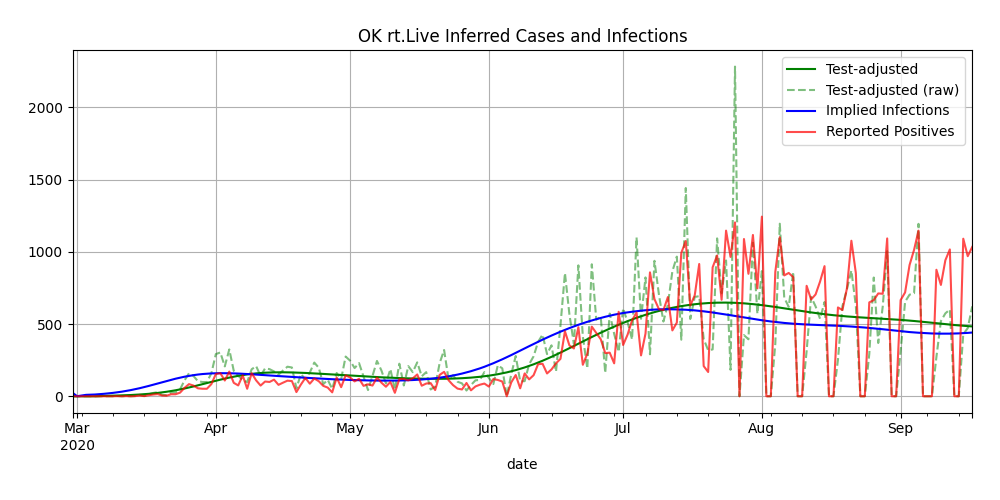 OK rt.Live Inferred Cases and Infections
Test-adjusted
Test-adjusted (raw)
Implied Infections
Reported Positives
2000
1500
1000
500
0
Mar Apr May Jun Jul Aug Sep
2020
date